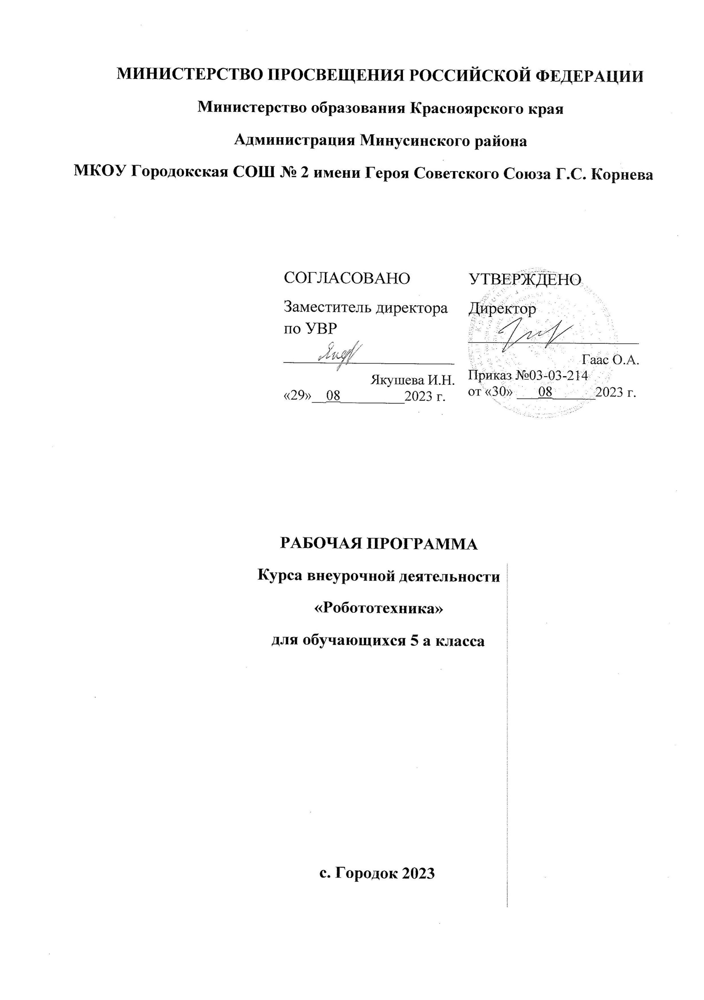 МИНИСТЕРСТВО ПРОСВЕЩЕНИЯ РОССИЙСКОЙ ФЕДЕРАЦИИ
Министерство образования Красноярского края
Администрация Минусинского района
МКОУ Городокская СОШ № 2 имени Героя Советского Союза Г.С. Корнева
СОГЛАСОВАНО
Заместитель директора
по УВР
Якушева И.Н.
«29»__08_________2023 г.
УТВЕРЖДЕНО
Директор
Гаас О.А.
Приказ №03-03-214
от «30» ___08______2023 г.
РАБОЧАЯ ПРОГРАММА
Курса внеурочной деятельности
«Робототехника»
для обучающихся 5 а класса
с. Городок 2023